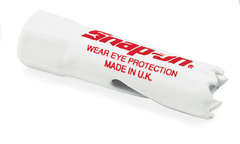 Snap-on
WEAR EYE PROTECTION
MADE IN U.K.